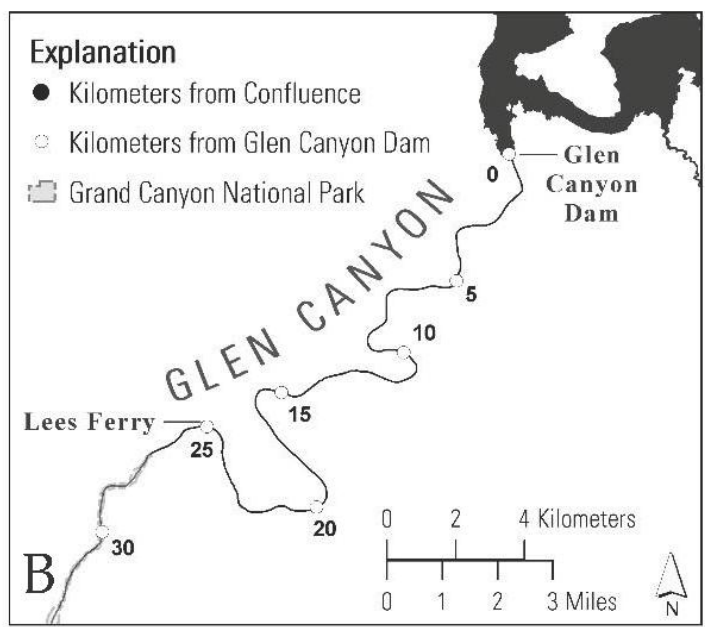 Explanation
Kilometers from Confluence
Kilometers from Glen Canyon Dam
Grand Canyon National Park
Glen
Canyon
Dam
0
GLEN CANYON
5
10
15
Lees Ferry
25
20
30
B
0 2 4 Kilometers
0 1 2 3 Miles
N